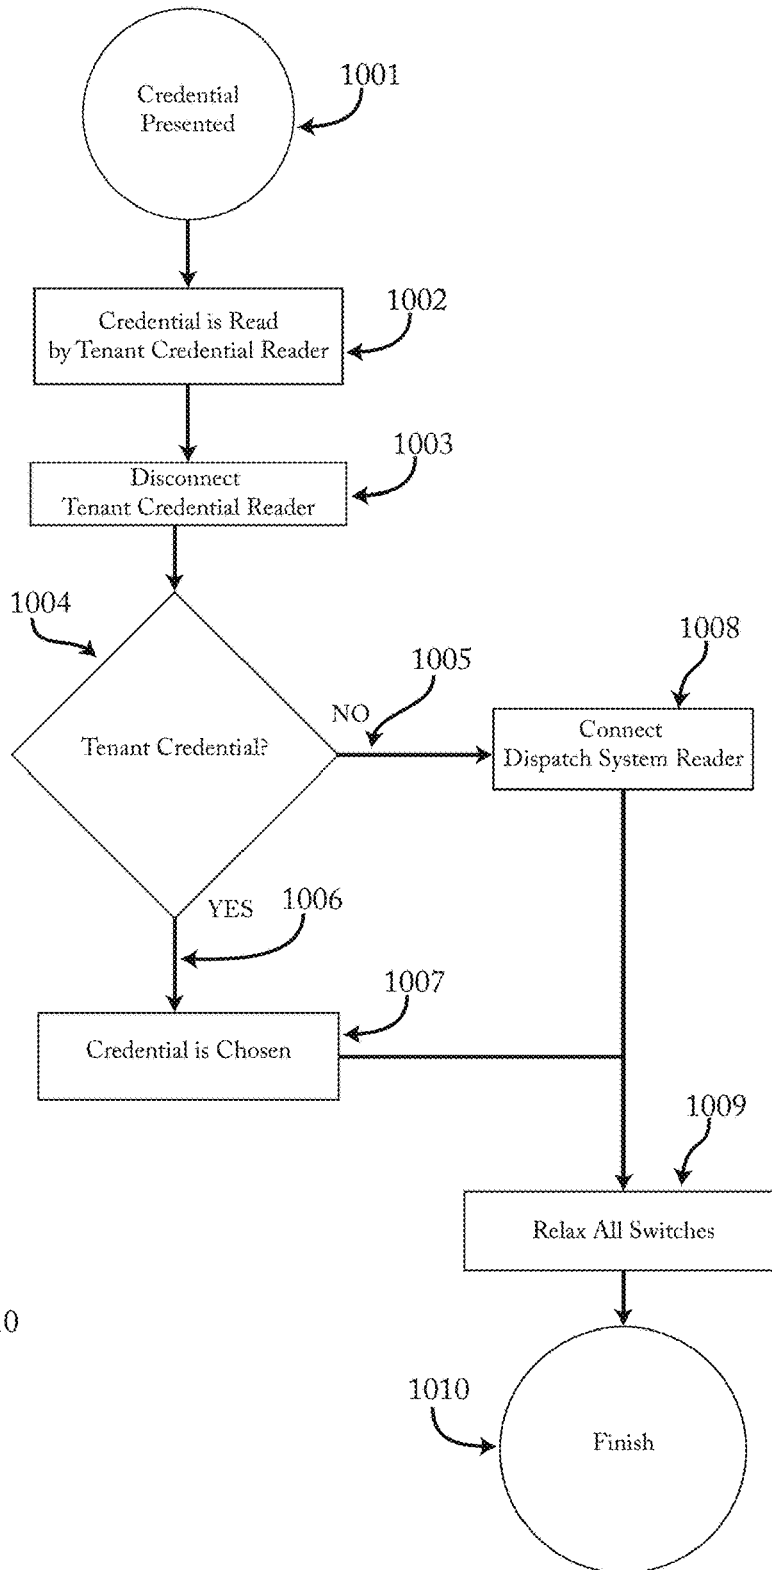 1001
Credential
Presented
1002
Credential is Read
by Tenant Credential Reader
1003
Disconnect
Tenant Credential Reader
1004
1008
1005
NO
Connect
Dispatch System Reader
Tenant Credential?
YES
1006
1007
Credential is Chosen
1009
Relax All Switches
10
1010
Finish